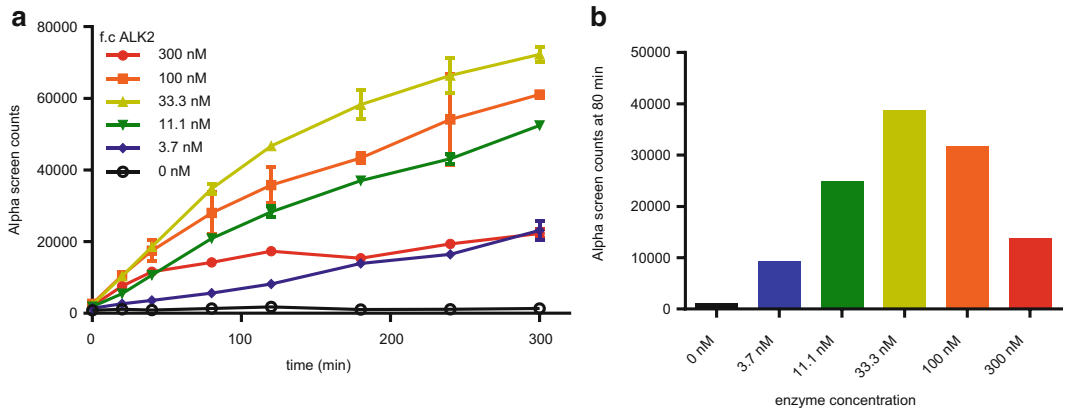 a
Alpha screen counts
80000
60000
40000
20000
0
f.c ALK2
300 nM
100 nM
33.3 nM
11.1 nM
3.7 nM
0 nM
0
100
200
300
time (min)
b
Alpha screen counts at 80 min
50000
40000
30000
20000
10000
0
0 nM
3.7 nM
11.1 nM
33.3 nM
100 nM
300 nM
enzyme concentration